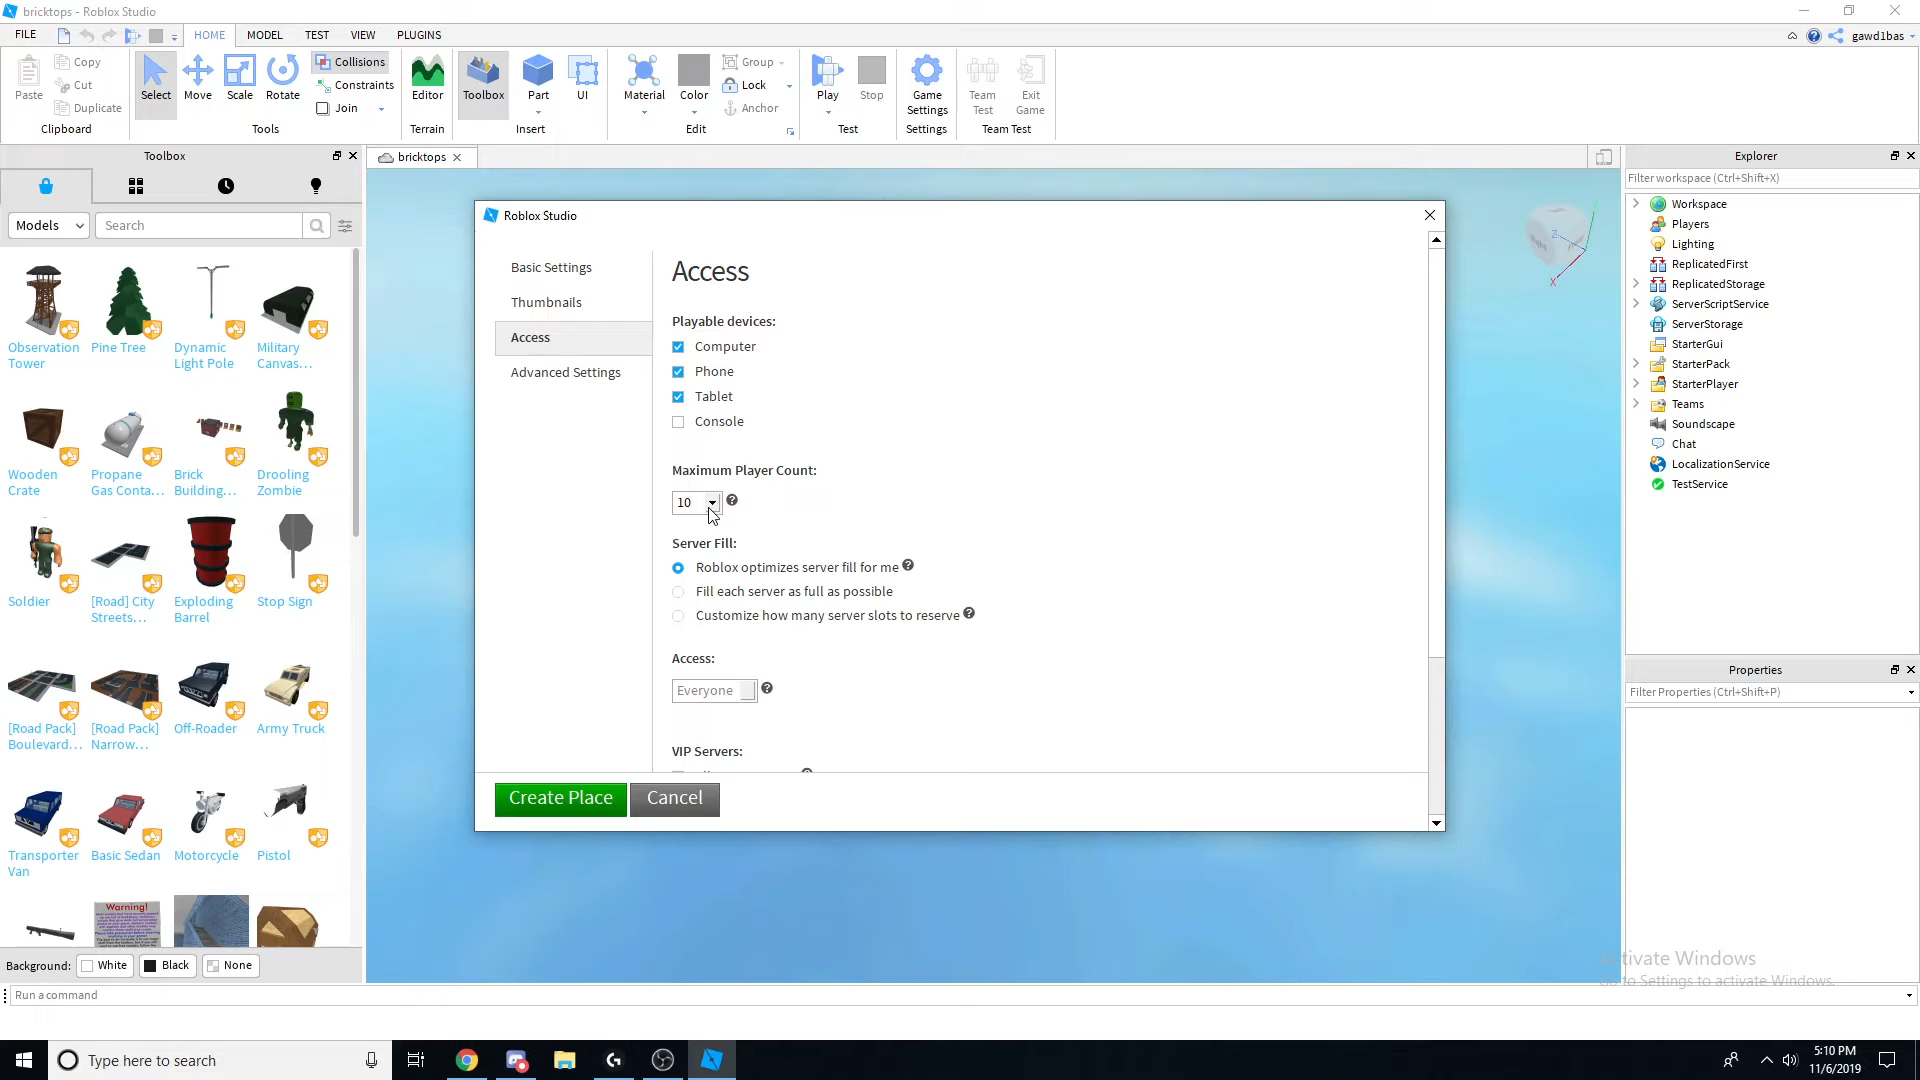 bricktops - Roblox Studio
FILE
HOME
MODEL
TEST
VIEW
PLUGINS
gawd1bas
Paste
Copy
Cut
Duplicate
Clipboard
Select
Move
Scale
Rotate
Collisions
Constraints
Join
Tools
Editor
Terrain
Toolbox
Part
UI
Insert
Material
Color
Group
Lock
Anchor
Edit
Play
Stop
Test
Game
Settings
Settings
Team
Test
Exit
Game
Team Test
Toolbox
bricktops
Models
Search
Observation
Tower
Pine Tree
Dynamic
Light Pole
Military
Canvas...
Wooden
Crate
Propane
Gas Conta...
Brick
Building...
Drooling
Zombie
Soldier
[Road] City
Streets...
Exploding
Barrel
Stop Sign
[Road Pack]
Boulevard...
[Road Pack]
Narrow...
Off-Roader
Army Truck
Transporter
Van
Basic Sedan
Motorcycle
Pistol
Warning!
Background:
White
Black
None
Run a command
Roblox Studio
Basic Settings
Thumbnails
Access
Advanced Settings
Access
Playable devices:
Computer
Phone
Tablet
Console
Maximum Player Count:
10
Server Fill:
Roblox optimizes server fill for me
Fill each server as full as possible
Customize how many server slots to reserve
Access:
Everyone
VIP Servers:
Create Place
Cancel
Z
X
Explorer
Filter workspace (Ctrl+Shift+X)
Workspace
Players
Lighting
ReplicatedFirst
ReplicatedStorage
ServerScriptService
ServerStorage
StarterGui
StarterPack
StarterPlayer
Teams
Soundscape
Chat
LocalizationService
TestService
Properties
Filter Properties (Ctrl+Shift+P)
Activate Windows
Go to Settings to activate Windows.
Type here to search
5:10 PM
11/6/2019